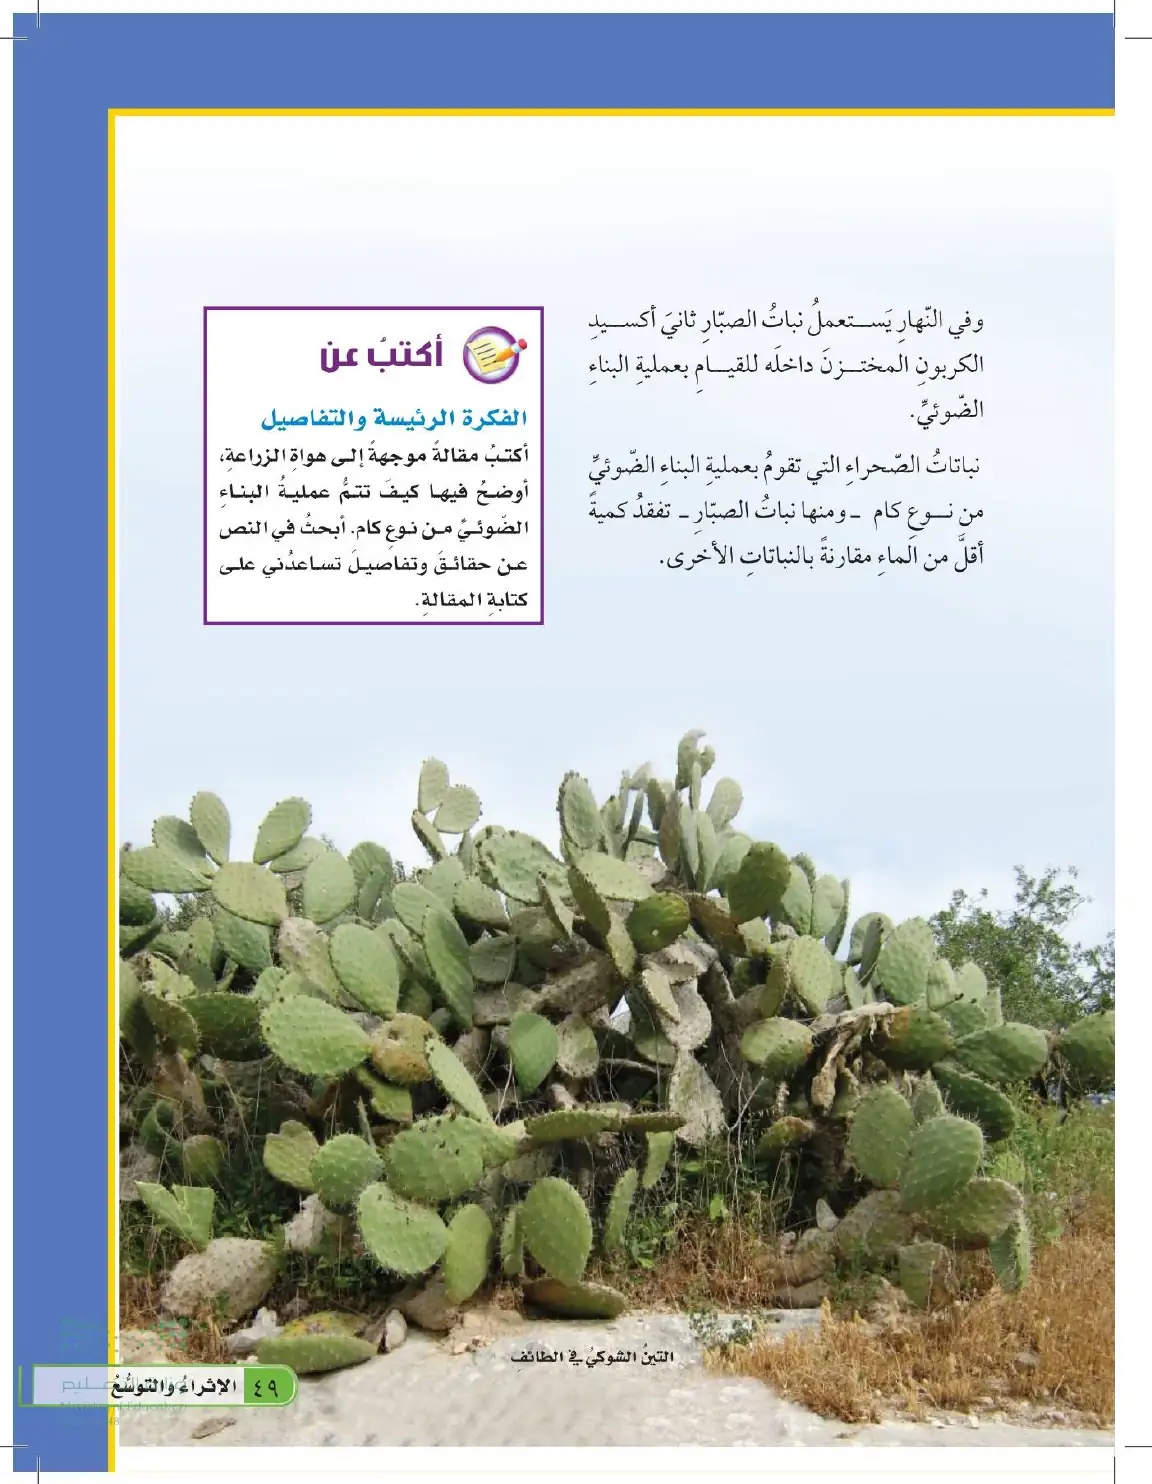 وفي النّهارِ يَستعملُ نباتُ الصبّارِ ثانيَ أكسيدِ
الكربونِ المختزنَ داخلَه للقيامِ بعمليةِ البناءِ
الضّوئيِّ.
نباتاتُ الصّحراءِ التي تقومُ بعمليةِ البناءِ الضّوئيِّ
من نوعِ كام - ومنها نباتُ الصبّارِ - تفقدُ كميةً
أقلَّ من الماءِ مقارنةً بالنباتاتِ الأخرى.
أكتبُ عن
الفكرة الرئيسة والتفاصيل
أكتبُ مقالةً موجهةً إلى هواةِ الزراعةِ،
أوضحُ فيها كيفَ تتمُّ عمليةُ البناءِ
الضّوئيِّ من نوعِ كام. أبحثُ في النص
عن حقائقَ وتفاصيلَ تساعدُني على
كتابةِ المقالةِ.
التينُ الشوكيُّ في الطائفِ
٤٩ الإثراءُ والتوسُّعُ